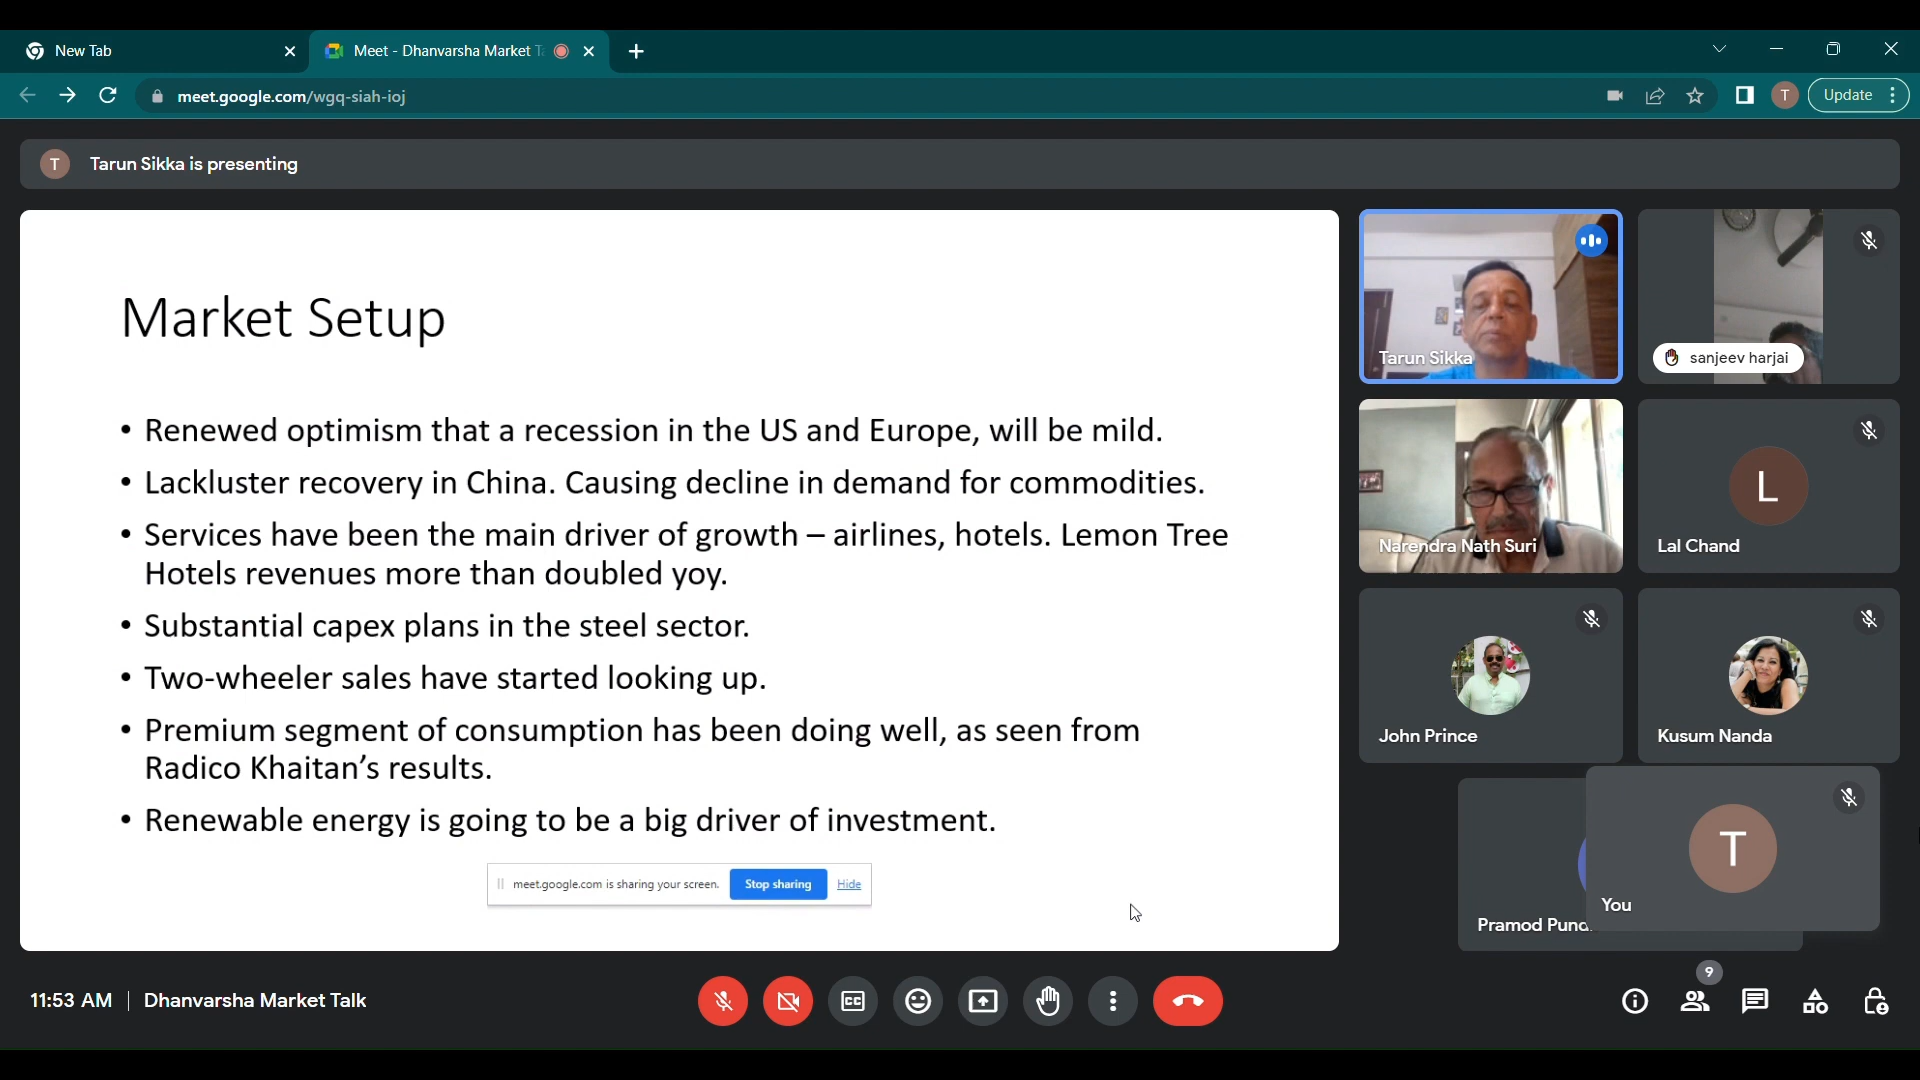 New Tab
Meet - Dhanvarsha Market
meet.google.com/wgq-siah-ioj
T
Update
T
Tarun Sikka is presenting
Market Setup
• Renewed optimism that a recession in the US and Europe, will be mild.
• Lackluster recovery in China. Causing decline in demand for commodities.
• Services have been the main driver of growth – airlines, hotels. Lemon Tree
Hotels revenues more than doubled yoy.
• Substantial capex plans in the steel sector.
• Two-wheeler sales have started looking up.
• Premium segment of consumption has been doing well, as seen from
Radico Khaitan's results.
• Renewable energy is going to be a big driver of investment.
meet.google.com is sharing your screen.
Stop sharing
Hide
Tarun Sikka
sanjeev harjai
Narendra Nath Suri
L
Lal Chand
John Prince
Kusum Nanda
Pramod
T
You
11:53 AM | Dhanvarsha Market Talk
CC
9